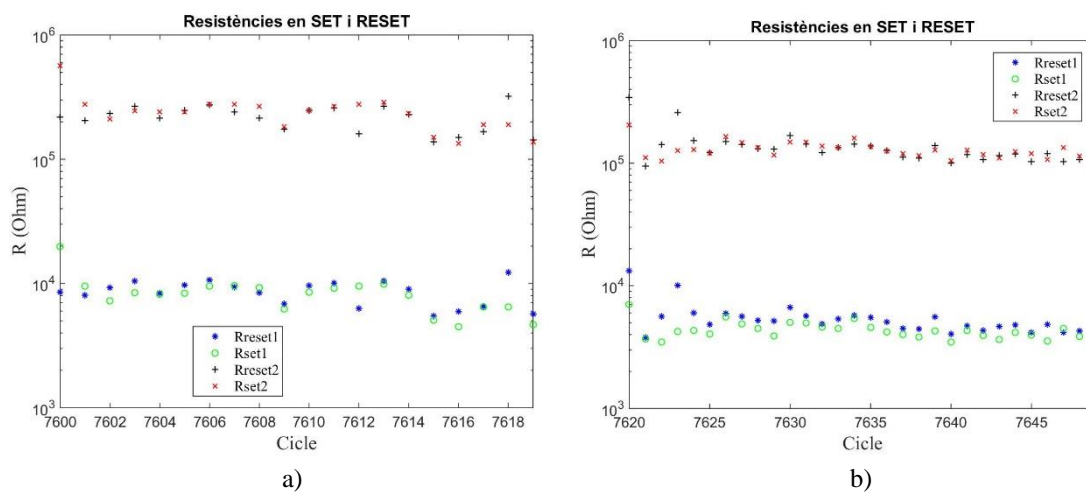 Resistències en SET i RESET
10^6
10^5
10^4
10^3
R (Ohm)
Rreset1
Rset1
Rreset2
Rset2
7600 7602 7604 7606 7608 7610 7612 7614 7616 7618
Cicle
a)
Resistències en SET i RESET
10^6
10^5
10^4
10^3
R (Ohm)
Rreset1
Rset1
Rreset2
Rset2
7620 7625 7630 7635 7640 7645
Cicle
b)